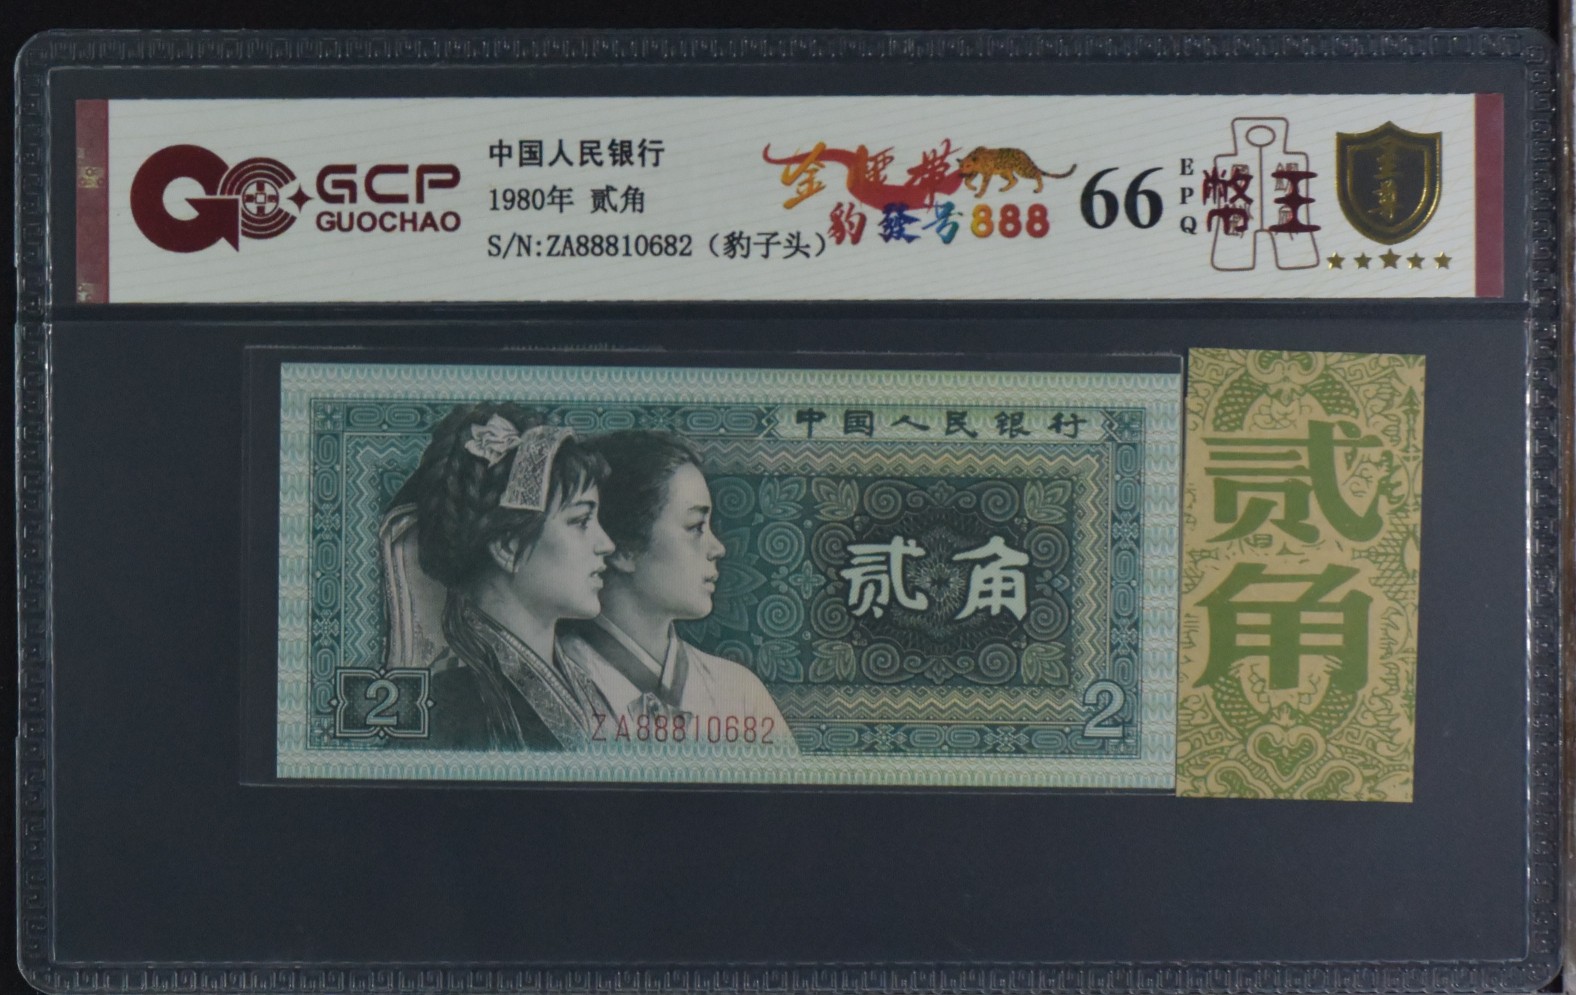 GCP
GUOCHAO
中国人民银行
1980年 贰角
S/N:ZA88810682（豹子头）
金腰带
豹發号888
66
EPQ
金尊
中国人民银行
贰角
2
2
ZA88810682
贰角